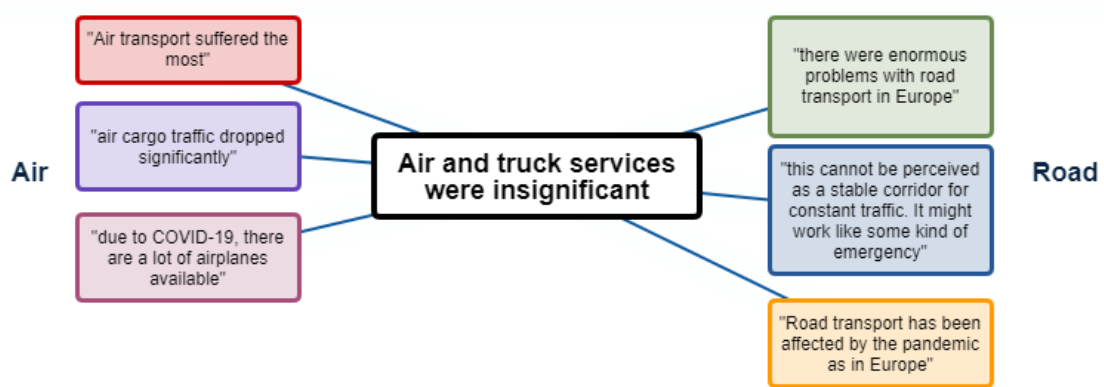 Air
"Air transport suffered the
most"
"air cargo traffic dropped
significantly"
"due to COVID-19, there
are a lot of airplanes
available"
Air and truck services
were insignificant
"there were enormous
problems with road
transport in Europe"
"this cannot be perceived
as a stable corridor for
constant traffic. It might
work like some kind of
emergency"
"Road transport has been
affected by the pandemic
as in Europe"
Road